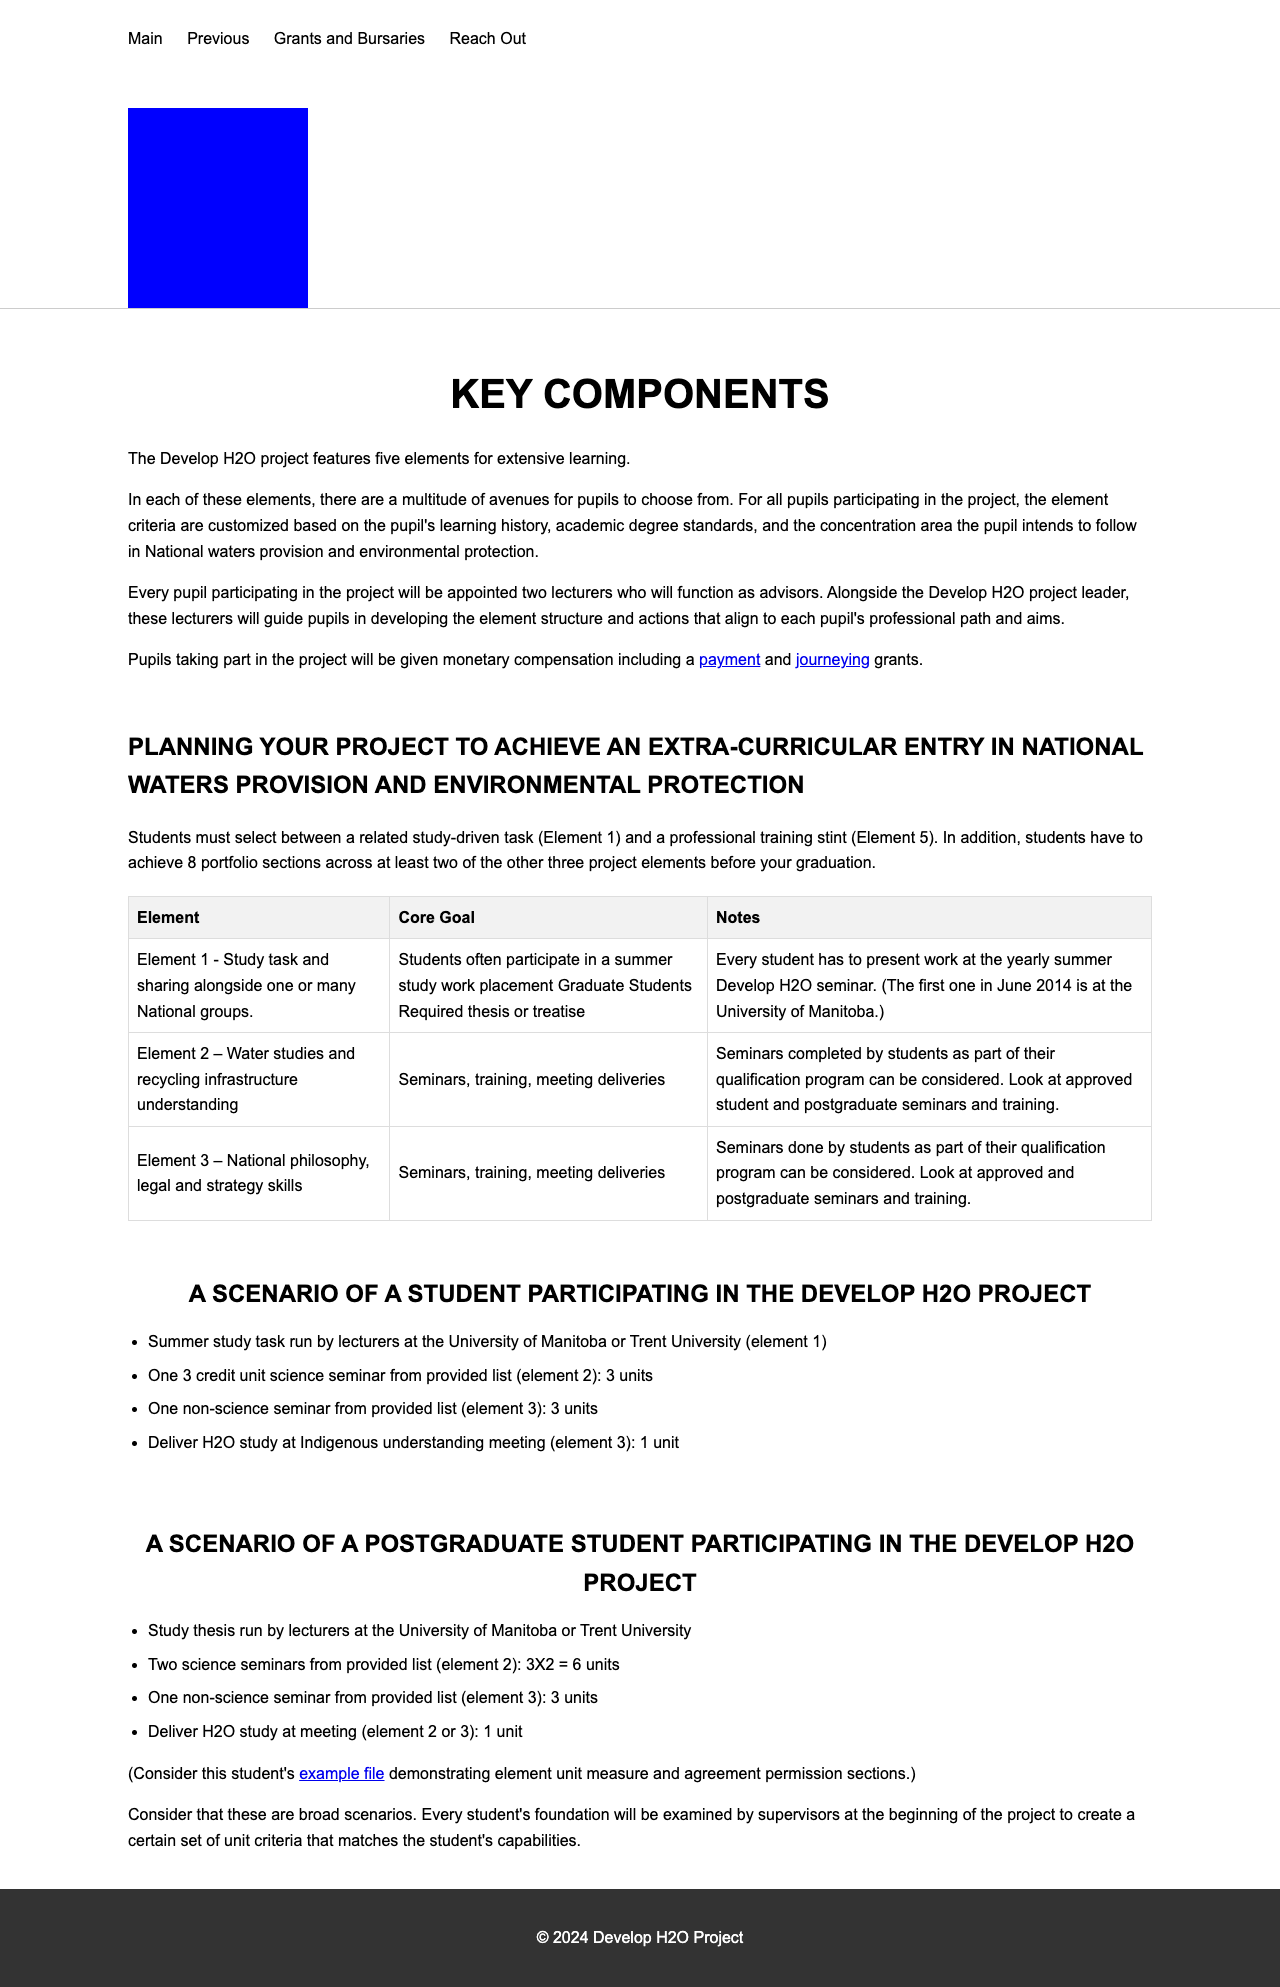 Main Previous Grants and Bursaries Reach Out
KEY COMPONENTS
The Develop H2O project features five elements for extensive learning.
In each of these elements, there are a multitude of avenues for pupils to choose from. For all pupils participating in the project, the element
criteria are customized based on the pupil's learning history, academic degree standards, and the concentration area the pupil intends to follow
in National waters provision and environmental protection.
Every pupil participating in the project will be appointed two lecturers who will function as advisors. Alongside the Develop H2O project leader,
these lecturers will guide pupils in developing the element structure and actions that align to each pupil's professional path and aims.
Pupils taking part in the project will be given monetary compensation including a payment and journeying grants.
PLANNING YOUR PROJECT TO ACHIEVE AN EXTRA-CURRICULAR ENTRY IN NATIONAL
WATERS PROVISION AND ENVIRONMENTAL PROTECTION
Students must select between a related study-driven task (Element 1) and a professional training stint (Element 5). In addition, students have to
achieve 8 portfolio sections across at least two of the other three project elements before your graduation.
Element
Core Goal
Notes
Element 1 - Study task and
sharing alongside one or many
National groups.
Students often participate in a summer
study work placement Graduate Students
Required thesis or treatise
Every student has to present work at the yearly summer
Develop H2O seminar. (The first one in June 2014 is at the
University of Manitoba.)
Element 2 – Water studies and
recycling infrastructure
understanding
Seminars, training, meeting deliveries
Seminars completed by students as part of their
qualification program can be considered. Look at approved
student and postgraduate seminars and training.
Element 3 – National philosophy,
legal and strategy skills
Seminars, training, meeting deliveries
Seminars done by students as part of their qualification
program can be considered. Look at approved and
postgraduate seminars and training.
A SCENARIO OF A STUDENT PARTICIPATING IN THE DEVELOP H2O PROJECT
• Summer study task run by lecturers at the University of Manitoba or Trent University (element 1)
• One 3 credit unit science seminar from provided list (element 2): 3 units
• One non-science seminar from provided list (element 3): 3 units
• Deliver H2O study at Indigenous understanding meeting (element 3): 1 unit
A SCENARIO OF A POSTGRADUATE STUDENT PARTICIPATING IN THE DEVELOP H2O
PROJECT
• Study thesis run by lecturers at the University of Manitoba or Trent University
• Two science seminars from provided list (element 2): 3X2 = 6 units
• One non-science seminar from provided list (element 3): 3 units
• Deliver H2O study at meeting (element 2 or 3): 1 unit
(Consider this student's example file demonstrating element unit measure and agreement permission sections.)
Consider that these are broad scenarios. Every student's foundation will be examined by supervisors at the beginning of the project to create a
certain set of unit criteria that matches the student's capabilities.
© 2024 Develop H2O Project